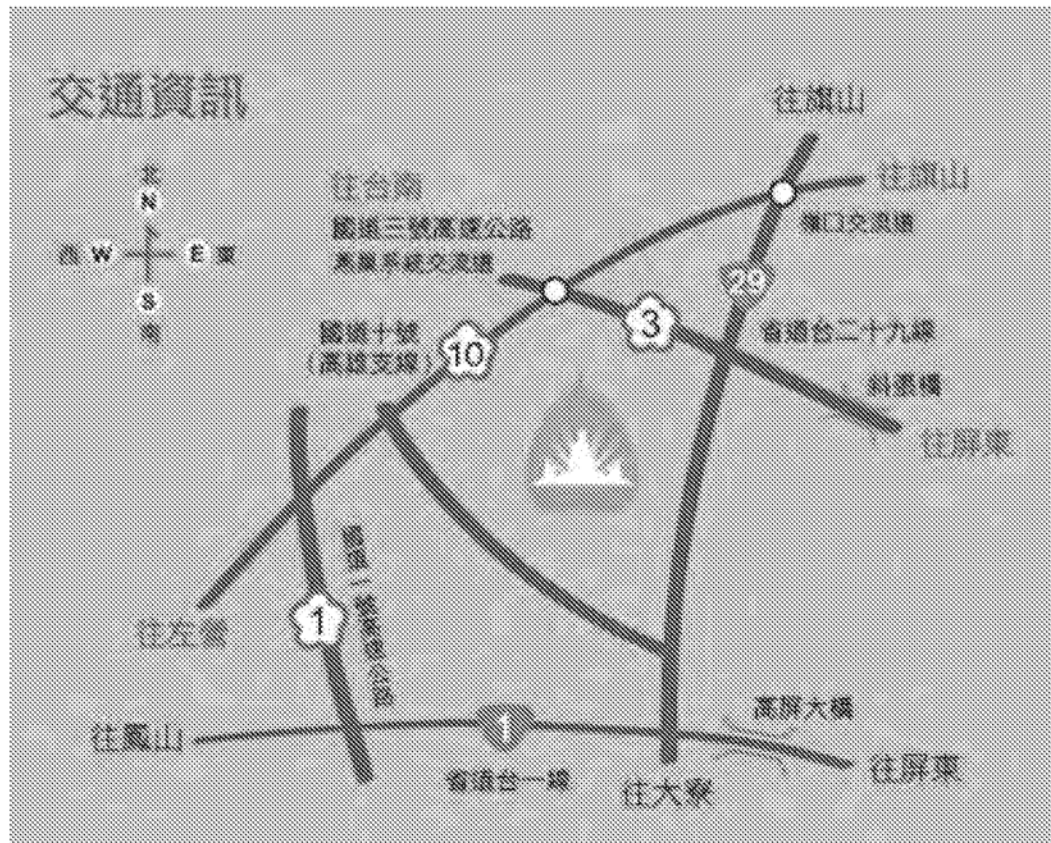 交通資訊
往旗山
北
N
西 W E 東
S
南
往台南
國道三號高速公路
燕巢系統交流道
往旗山
嶺口交流道
29
3
國道十號
(高雄支線)
10
省道台二十九線
斜張橋
往屏東
國道一號高速公路
1
往左營
往鳳山
1
省道台一線
高屏大橋
往大寮
往屏東